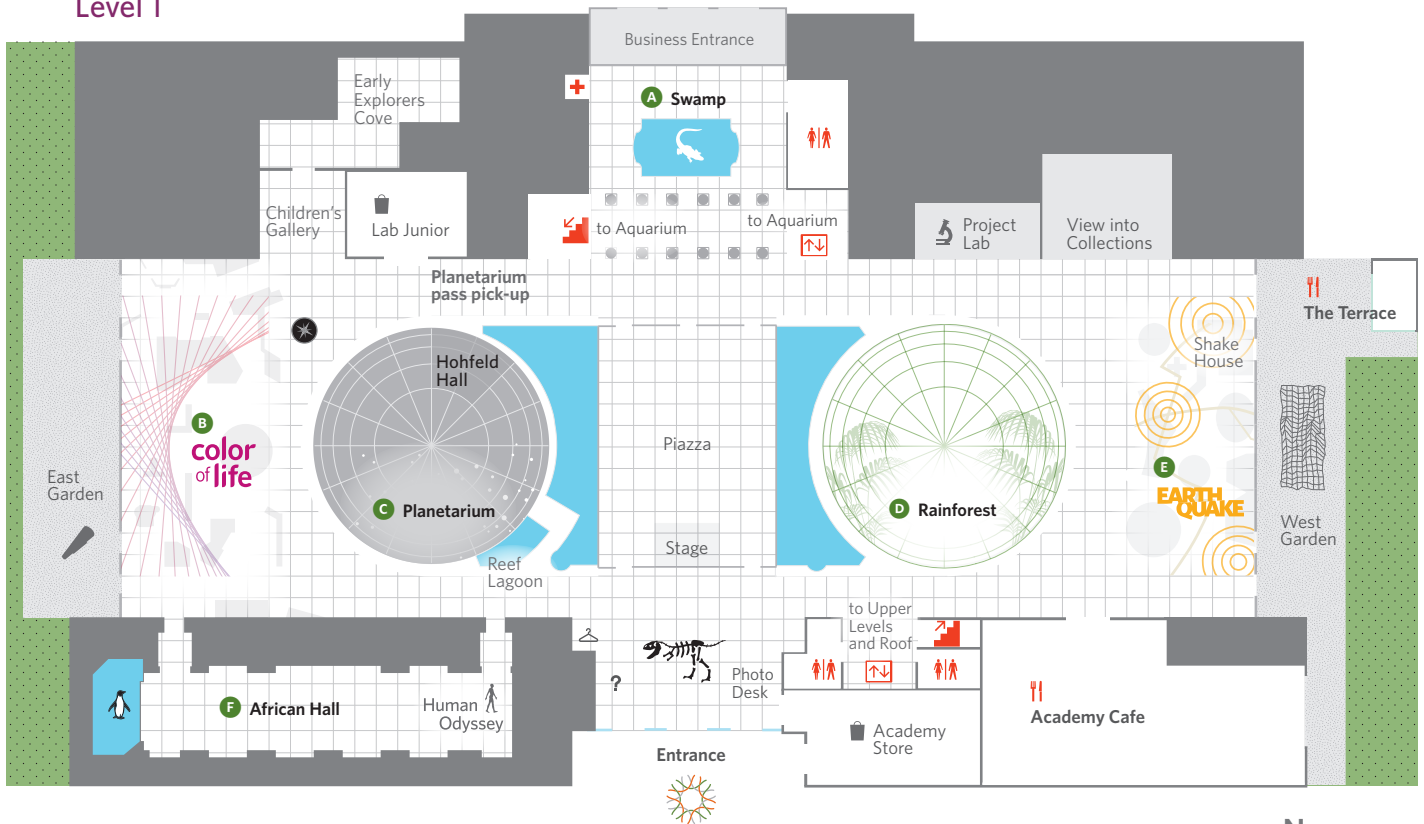 Level 1
Business Entrance
A Swamp
Early
Explorers
Cove
Children's
Gallery
Lab Junior
to Aquarium
to Aquarium
Project
Lab
View into
Collections
Planetarium
pass pick-up
The Terrace
Hohfeld
Hall
Shake
House
B
color
of life
Piazza
E
EARTH
QUAKE
East
Garden
C Planetarium
D Rainforest
West
Garden
Stage
Reef
Lagoon
to Upper
Levels
and Roof
?
Photo
Desk
F African Hall
Human
Odyssey
Academy
Store
Academy Cafe
Entrance